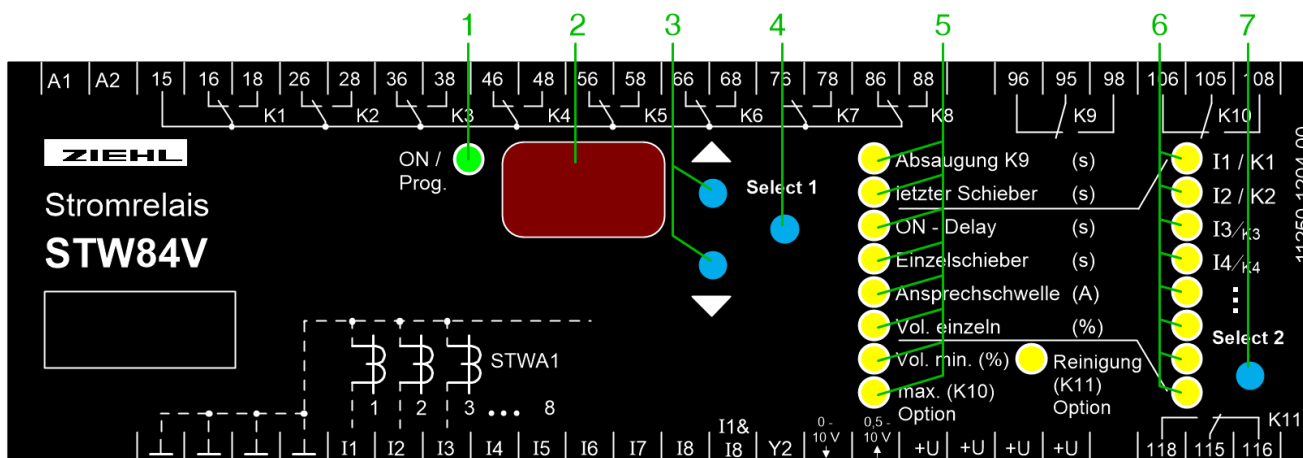 1 2 3 4 5 6 7
A1 A2 15 16 18 26 28 36 38 46 48 56 58 66 68 76 78 86 88 96 95 98 106 105 108
K1 K2 K3 K4 K5 K6 K7 K8 K9 K10
ZIEHL
Stromrelais
STW84V
ON /
Prog.
Select 1
Absaugung K9 (s)
letzter Schieber (s)
ON - Delay (s)
Einzelschieber (s)
Ansprechschwelle (A)
Vol. einzeln (%)
Vol. min. (%)
max. (K10)
Option
Reinigung
(K11)
Option
I1 / K1
I2 / K2
I3/K3
I4/K4
...
Select 2
11250-1204-00
STWA1
1 2 3 ... 8
K11
I1 I2 I3 I4 I5 I6 I7 I8 I1& I8 Y2 0 - 10 V 0,5 - 10 V +U +U +U +U 118 115 116